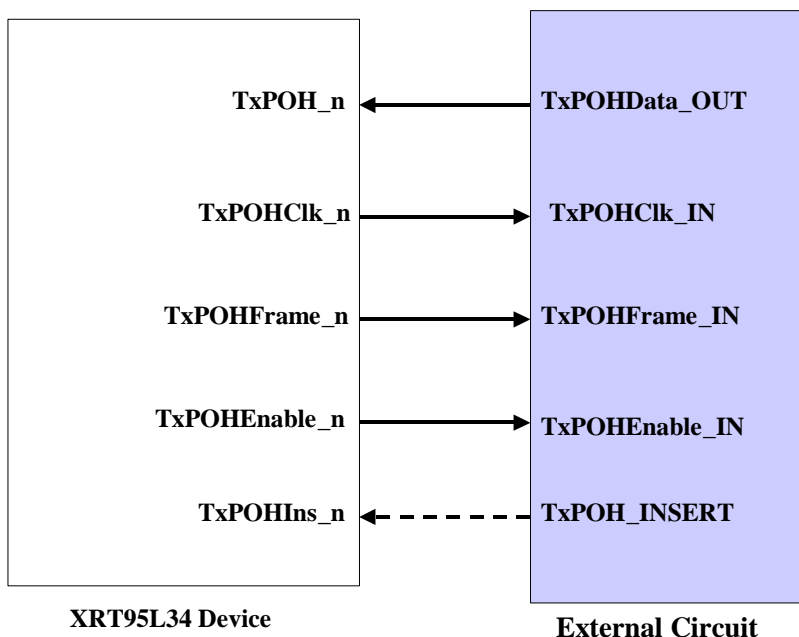 TxPOH_n TxPOHData_OUT
TxPOHClk_n TxPOHClk_IN
TxPOHFrame_n TxPOHFrame_IN
TxPOHEnable_n TxPOHEnable_IN
TxPOHIns_n TxPOH_INSERT
XRT95L34 Device External Circuit